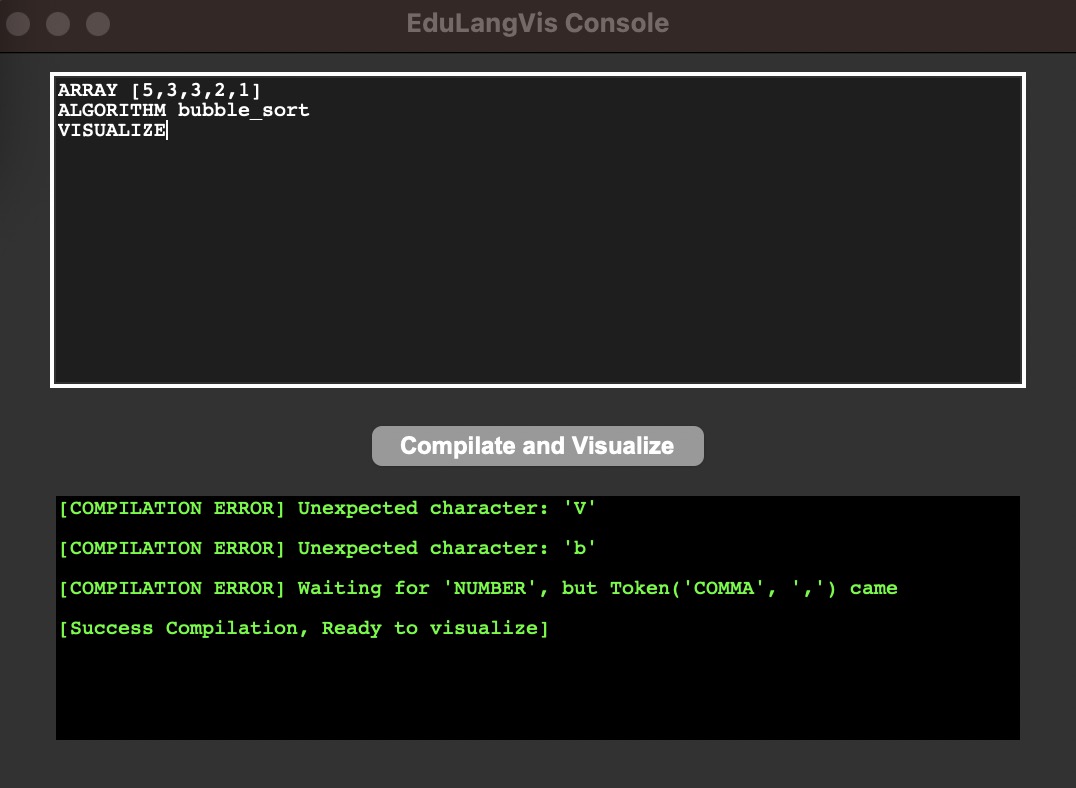 EduLangVis Console
ARRAY [5,3,3,2,1]
ALGORITHM bubble_sort
VISUALIZE
Compilate and Visualize
[COMPILATION ERROR] Unexpected character: 'V'
[COMPILATION ERROR] Unexpected character: 'b'
[COMPILATION ERROR] Waiting for 'NUMBER', but Token('COMMA', ',') came
[Success Compilation, Ready to visualize]